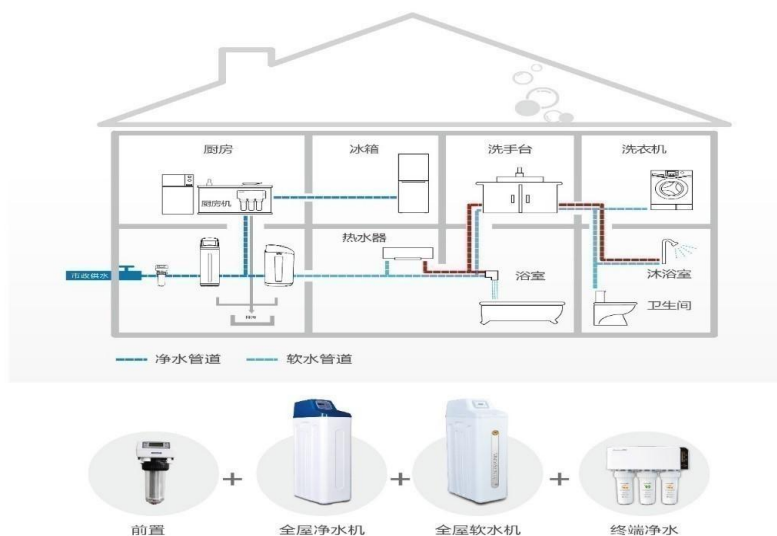 厨房
冰箱
洗手台
洗衣机
厨房机
热水器
市政供水
浴室
沐浴室
卫生间
净水管道
软水管道
前置
全屋净水机
全屋软水机
终端净水